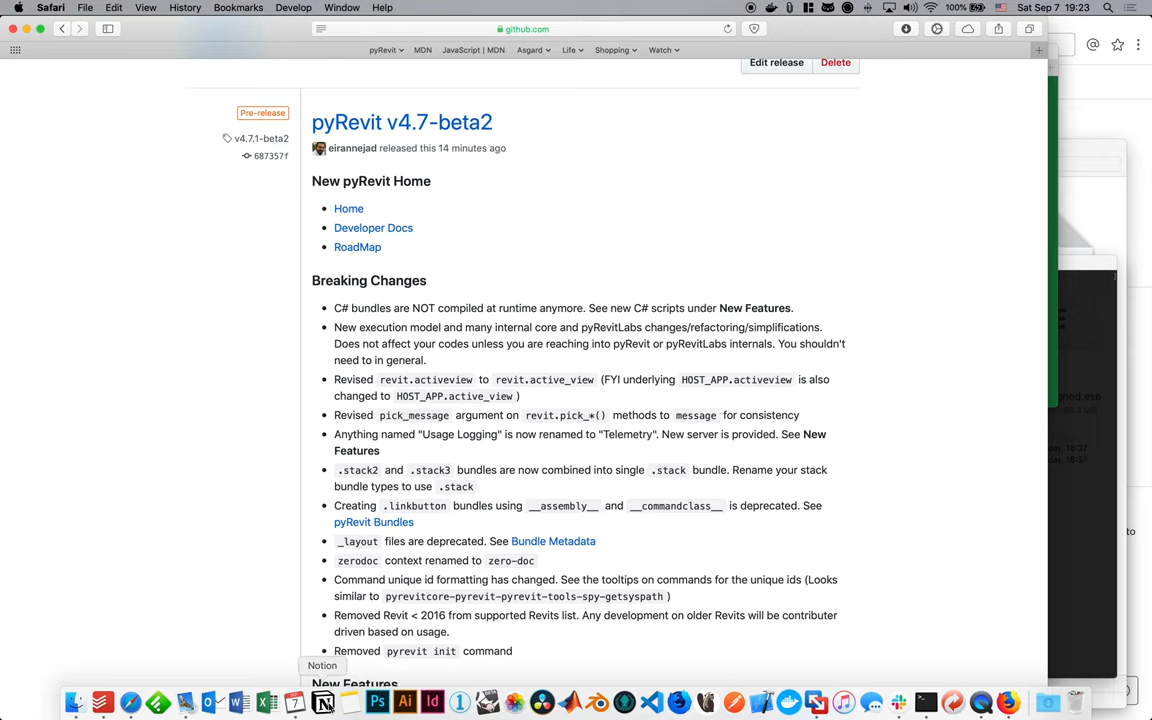 Safari File Edit View History Bookmarks Develop Window Help 100% Sat Sep 7 19:23
github.com
pyRevit MDN JavaScript | MDN Asgard Life Shopping Watch
Edit release Delete
Pre-release
v4.7.1-beta2
687357f
pyRevit v4.7-beta2
eirannejad released this 14 minutes ago
New pyRevit Home
Home
Developer Docs
RoadMap
Breaking Changes
C# bundles are NOT compiled at runtime anymore. See new C# scripts under New Features.
New execution model and many internal core and pyRevitLabs changes/refactoring/simplifications.
Does not affect your codes unless you are reaching into pyRevit or pyRevitLabs internals. You shouldn't
need to in general.
Revised revit.activeview to revit.active_view (FYI underlying HOST_APP.activeview is also
changed to HOST_APP.active_view )
Revised pick_message argument on revit.pick_*() methods to message for consistency
Anything named "Usage Logging" is now renamed to "Telemetry". New server is provided. See New
Features
.stack2 and .stack3 bundles are now combined into single .stack bundle. Rename your stack
bundle types to use .stack
Creating .linkbutton bundles using __assembly__ and __commandclass__ is deprecated. See
pyRevit Bundles
_layout files are deprecated. See Bundle Metadata
zerodoc context renamed to zero-doc
Command unique id formatting has changed. See the tooltips on commands for the unique ids (Looks
similar to pyrevitcore-pyrevit-pyrevit-tools-spy-getsyspath )
Removed Revit < 2016 from supported Revits list. Any development on older Revits will be contributer
driven based on usage.
Removed pyrevit init command
New Features
Notion
ned.exe
to
7
Ps Ai Id
1